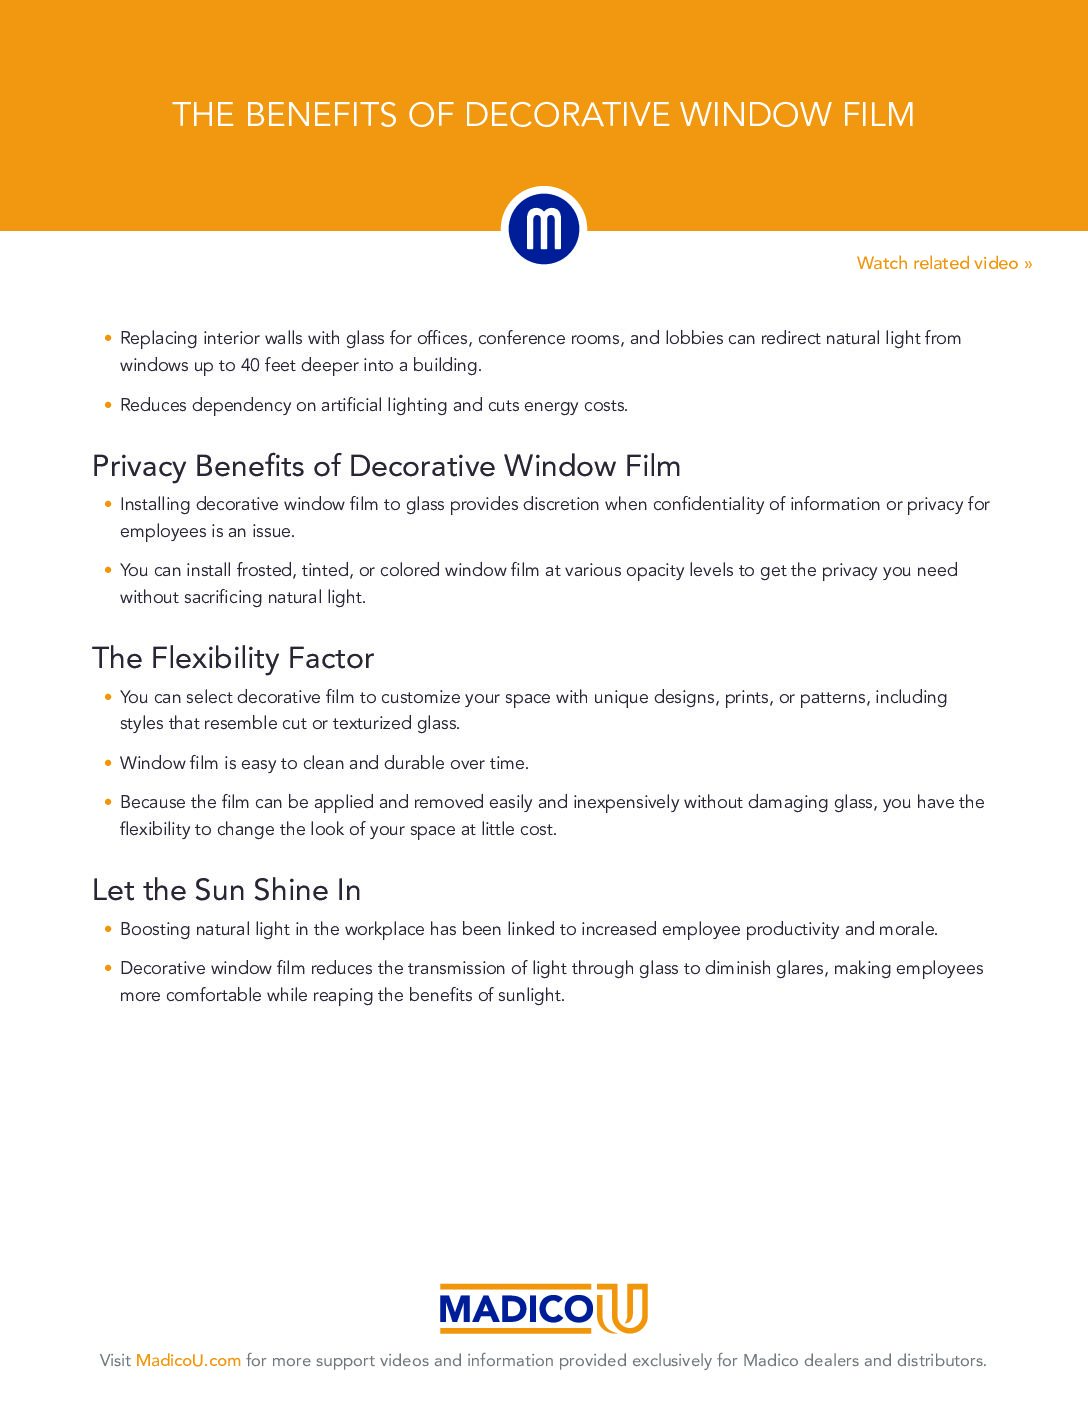 THE BENEFITS OF DECORATIVE WINDOW FILM
m
Watch related video »
• Replacing interior walls with glass for offices, conference rooms, and lobbies can redirect natural light from
windows up to 40 feet deeper into a building.
• Reduces dependency on artificial lighting and cuts energy costs.
Privacy Benefits of Decorative Window Film
• Installing decorative window film to glass provides discretion when confidentiality of information or privacy for
employees is an issue.
• You can install frosted, tinted, or colored window film at various opacity levels to get the privacy you need
without sacrificing natural light.
The Flexibility Factor
• You can select decorative film to customize your space with unique designs, prints, or patterns, including
styles that resemble cut or texturized glass.
• Window film is easy to clean and durable over time.
• Because the film can be applied and removed easily and inexpensively without damaging glass, you have the
flexibility to change the look of your space at little cost.
Let the Sun Shine In
• Boosting natural light in the workplace has been linked to increased employee productivity and morale.
• Decorative window film reduces the transmission of light through glass to diminish glares, making employees
more comfortable while reaping the benefits of sunlight.
MADICO U
Visit MadicoU.com for more support videos and information provided exclusively for Madico dealers and distributors.